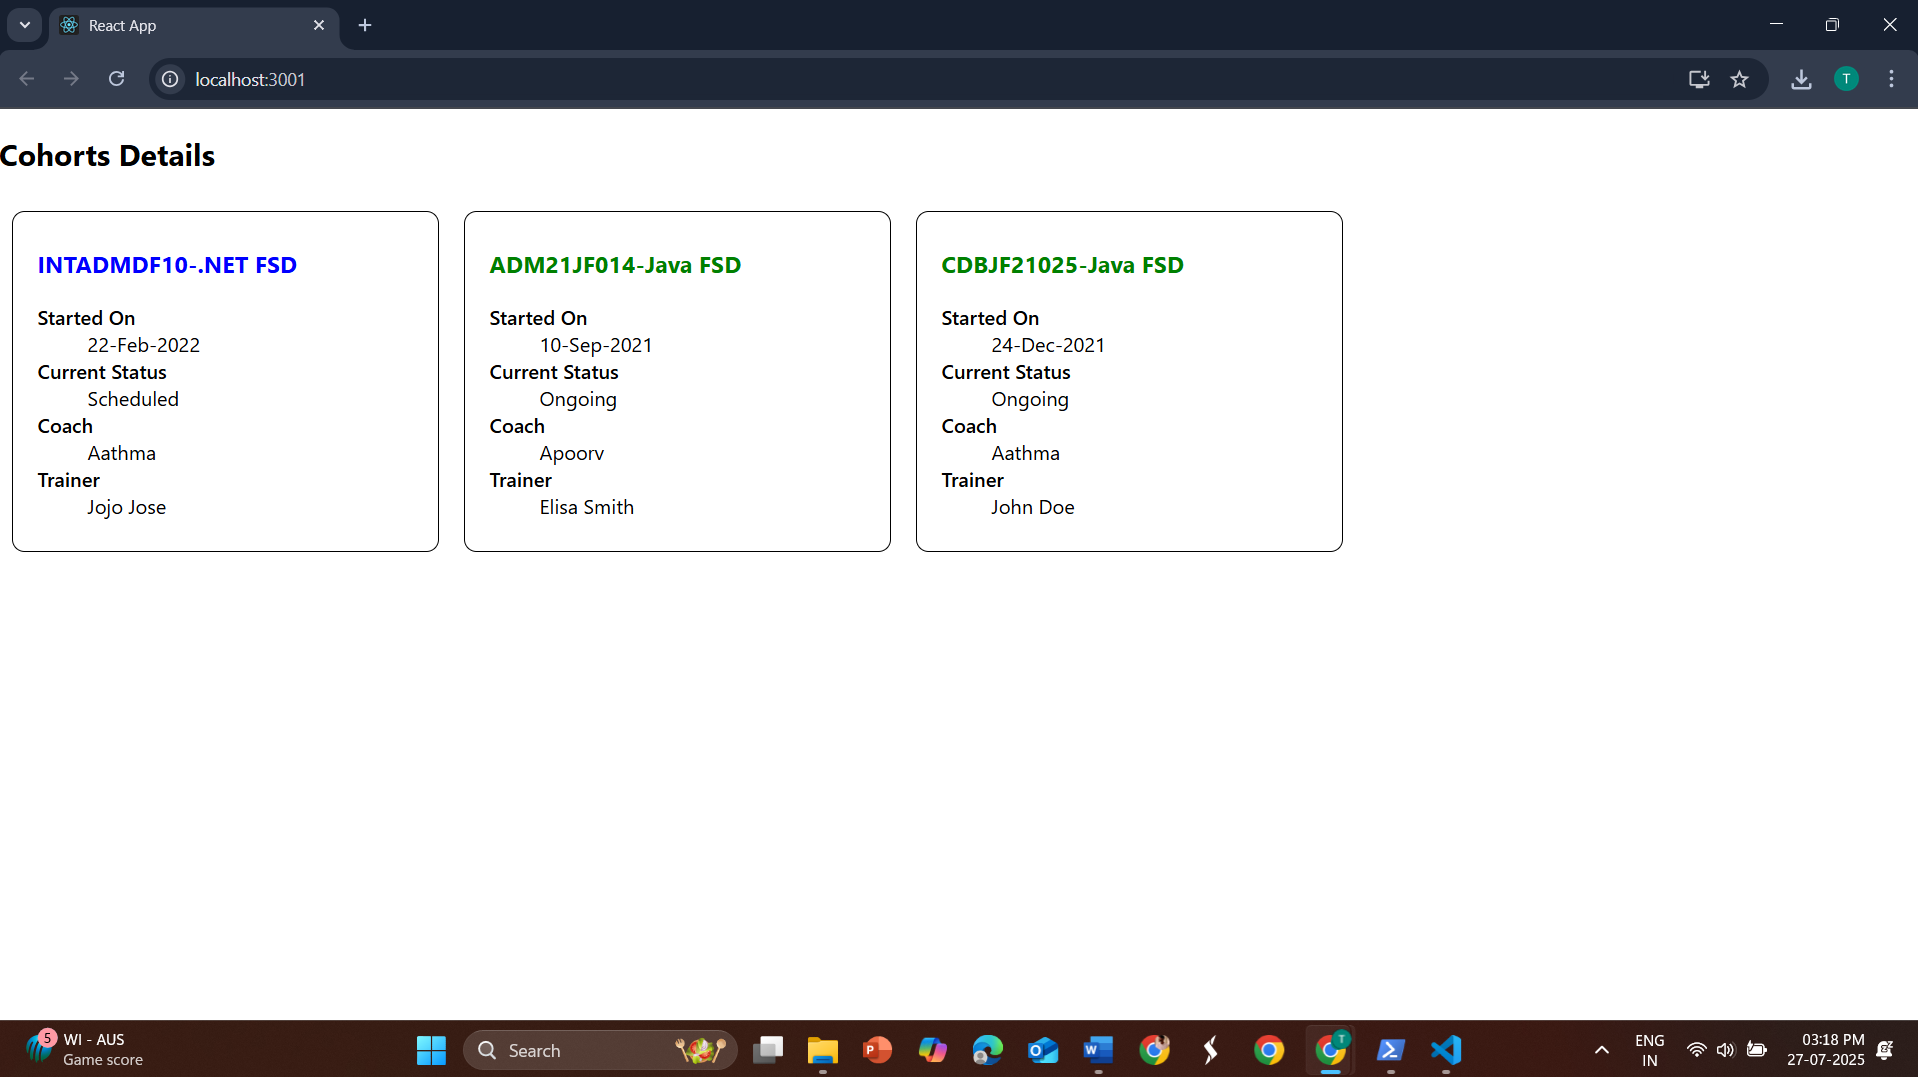 React App
localhost:3001
T
Cohorts Details
INTADMDF10-.NET FSD
Started On
22-Feb-2022
Current Status
Scheduled
Coach
Aathma
Trainer
Jojo Jose
ADM21JF014-Java FSD
Started On
10-Sep-2021
Current Status
Ongoing
Coach
Apoorv
Trainer
Elisa Smith
CDBJF21025-Java FSD
Started On
24-Dec-2021
Current Status
Ongoing
Coach
Aathma
Trainer
John Doe
5
WI - AUS
Game score
Search
P
O
W
T
ENG
IN
03:18 PM
27-07-2025